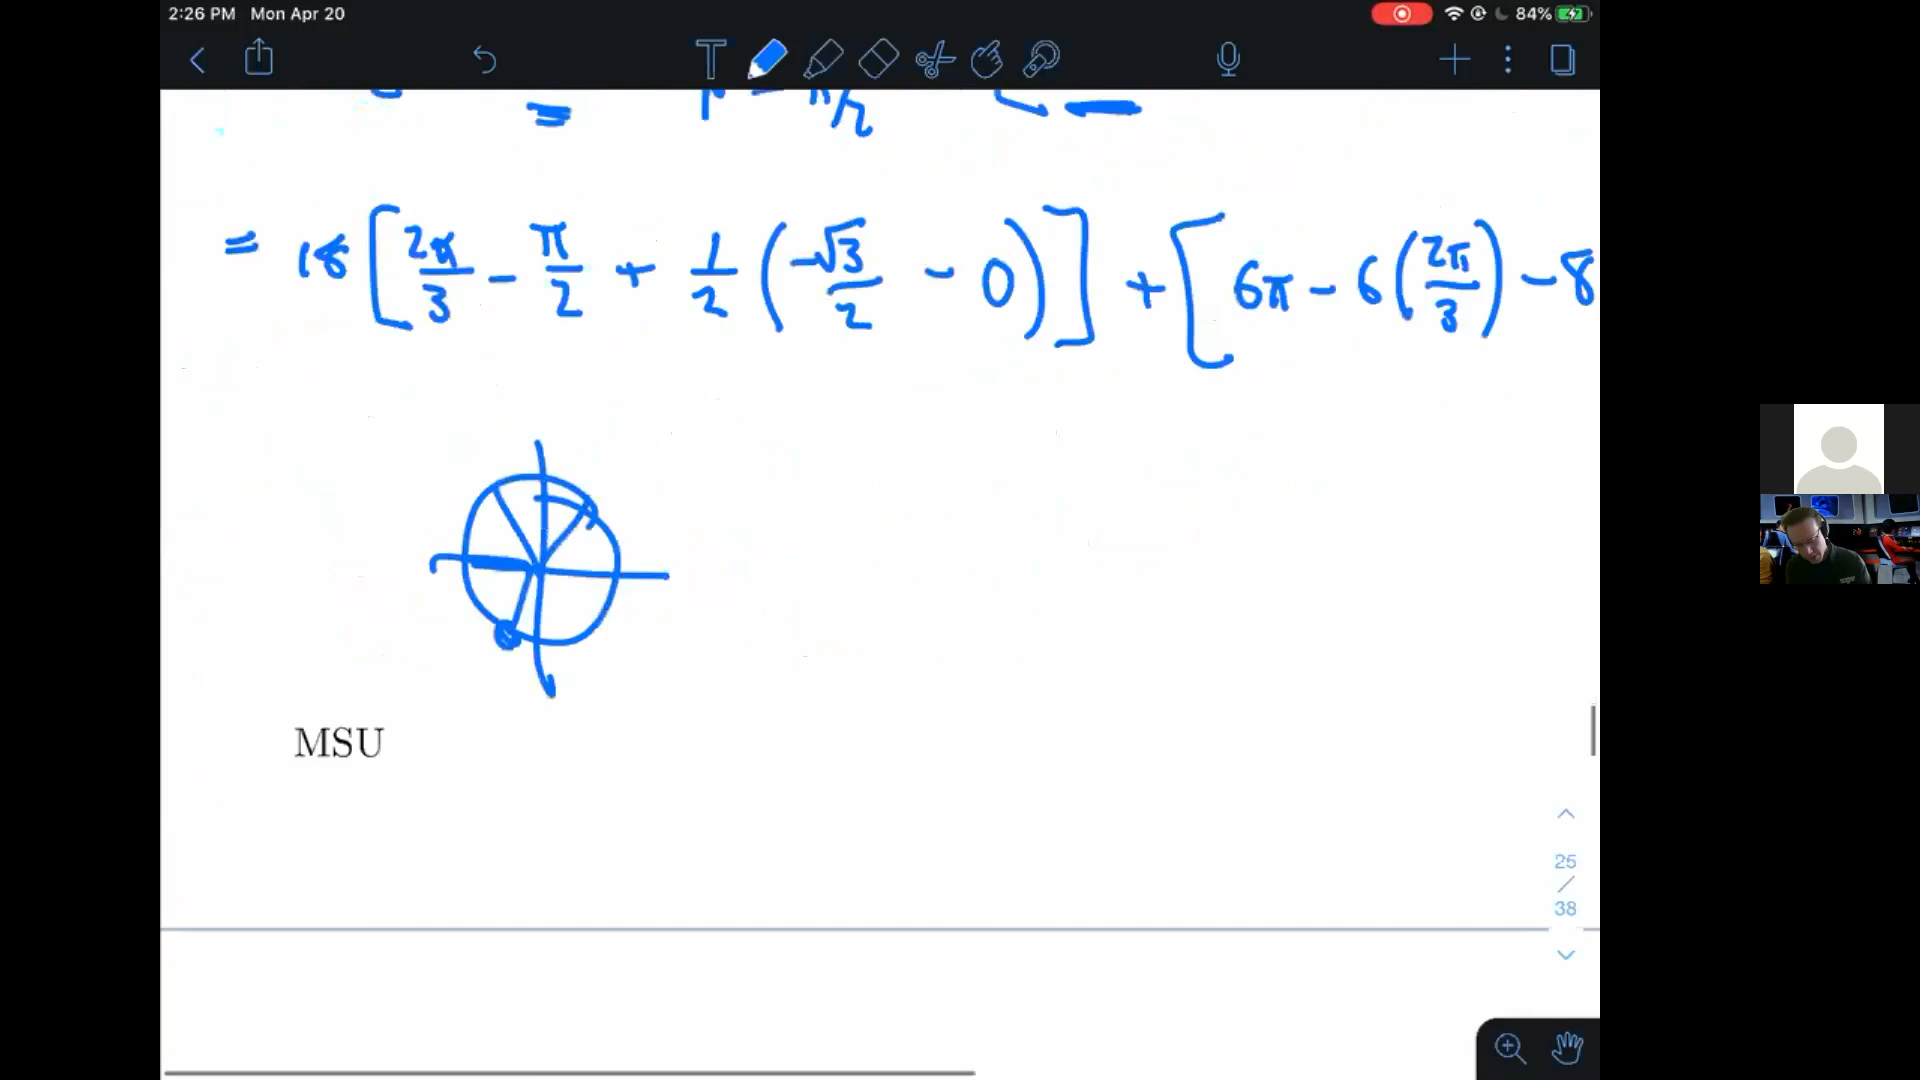 2:26 PM Mon Apr 20 84%
T
= π/2
= 18 [ 2π/3 - π/2 + 1/2 ( -√3/2 - 0 ) ] + [ 6π - 6 ( 2π/3 ) - 8
MSU
25
/
38